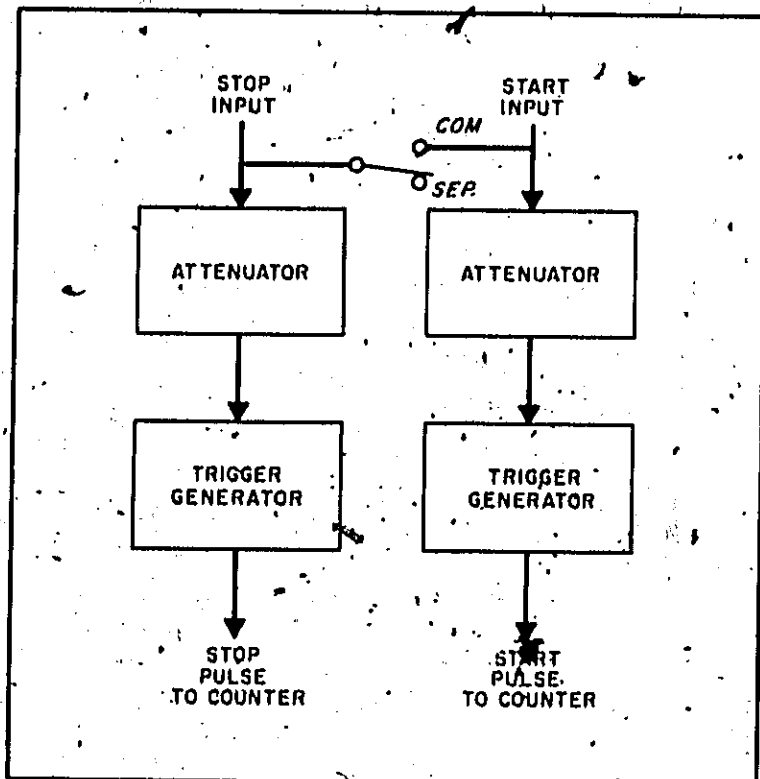 STOP
INPUT
START
INPUT
COM
SEP.
ATTENUATOR
ATTENUATOR
TRIGGER
GENERATOR
TRIGGER
GENERATOR
STOP
PULSE
TO COUNTER
START
PULSE
TO COUNTER